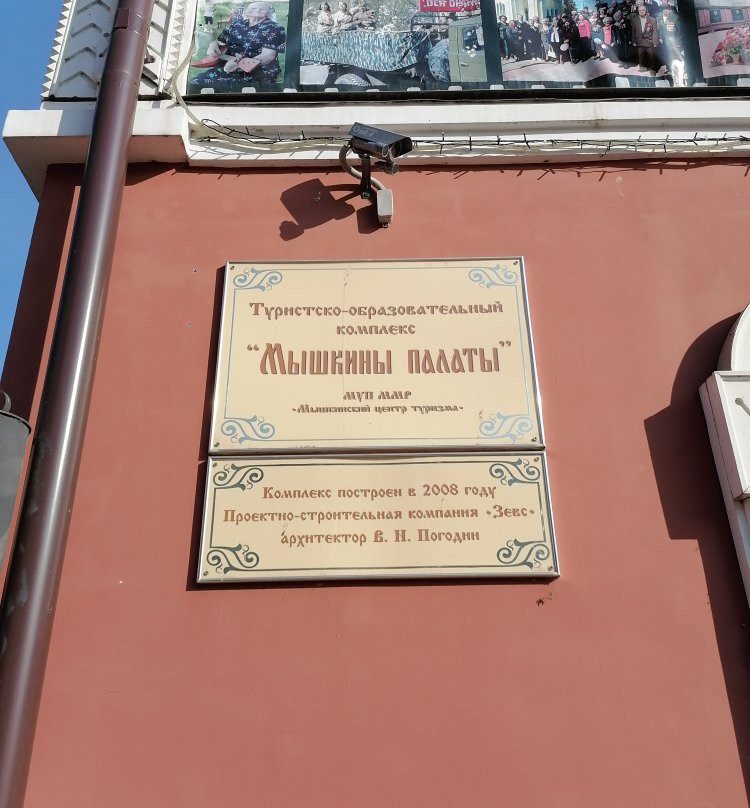 Туристско-образовательный
комплекс
"Мышкины палаты"
МУП ММР
«Мышкинский центр туризма»
Комплекс построен в 2008 году
Проектно-строительная компания «Зевс»
архитектор В. Н. Погодин